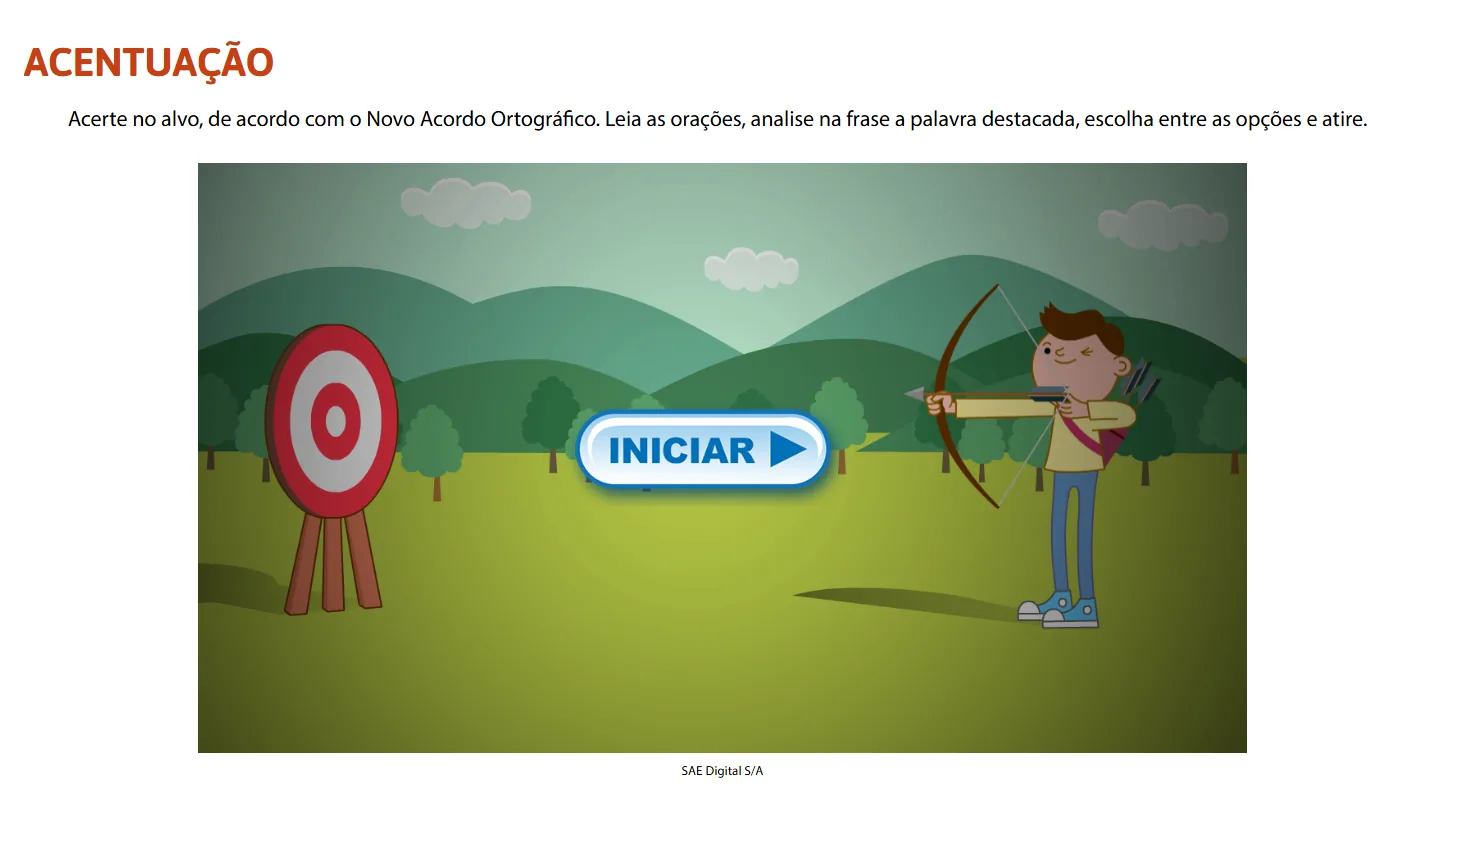 ACENTUAÇÃO
Acerte no alvo, de acordo com o Novo Acordo Ortográfico. Leia as orações, analise na frase a palavra destacada, escolha entre as opções e atire.
INICIAR
SAE Digital S/A